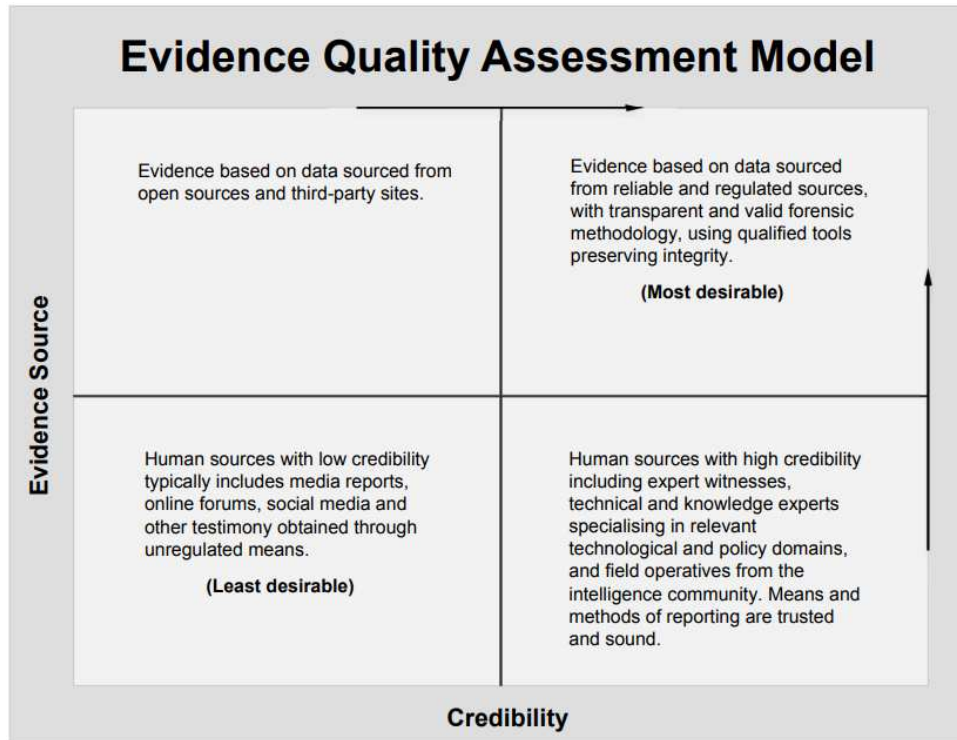 Evidence Quality Assessment Model
Evidence based on data sourced from
open sources and third-party sites.
Evidence based on data sourced
from reliable and regulated sources,
with transparent and valid forensic
methodology, using qualified tools
preserving integrity.
(Most desirable)
Evidence Source
Human sources with low credibility
typically includes media reports,
online forums, social media and
other testimony obtained through
unregulated means.
(Least desirable)
Human sources with high credibility
including expert witnesses,
technical and knowledge experts
specialising in relevant
technological and policy domains,
and field operatives from the
intelligence community. Means and
methods of reporting are trusted
and sound.
Credibility